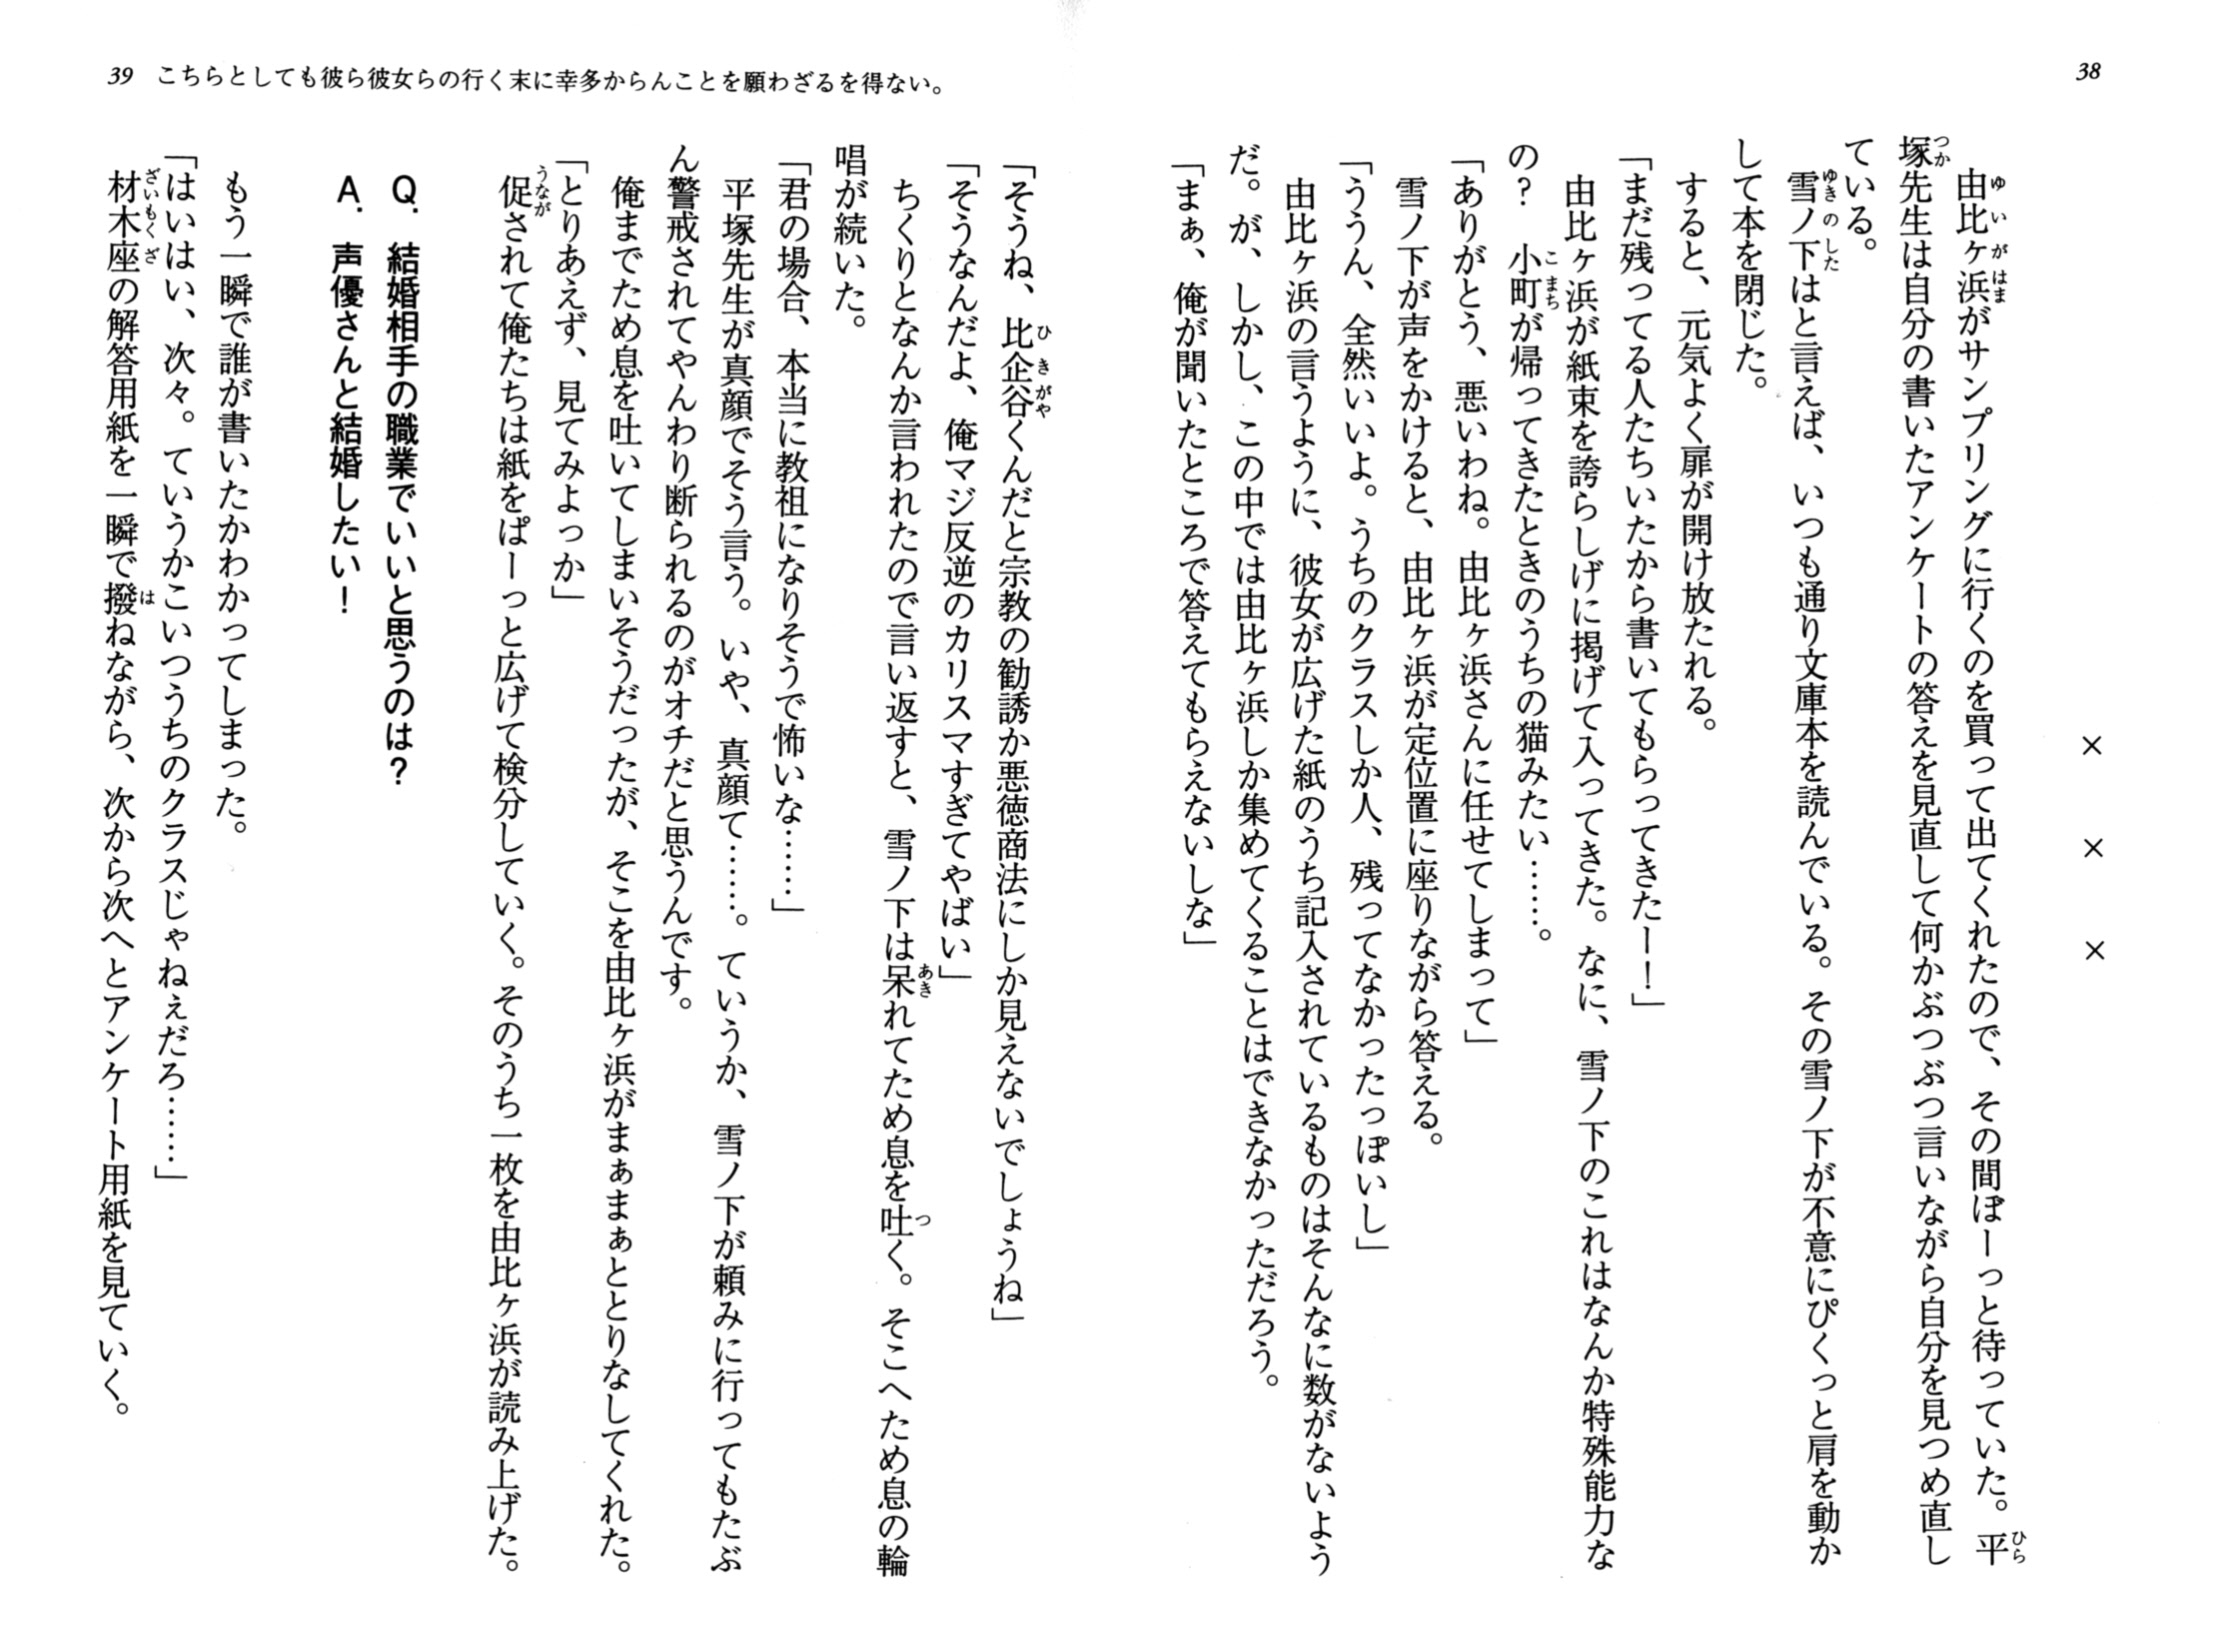 38
× × ×
由比ヶ浜がサンプリングに行くのを買って出てくれたので、その間ぼーっと待っていた。平
塚先生は自分の書いたアンケートの答えを見直して何かぶつぶつ言いながら自分を見つめ直し
ている。
雪ノ下はと言えば、いつも通り文庫本を読んでいる。その雪ノ下が不意にぴくっと肩を動か
して本を閉じた。
すると、元気よく扉が開け放たれる。
「まだ残ってる人たちいたから書いてもらってきたー！」
由比ヶ浜が紙束を誇らしげに掲げて入ってきた。なに、雪ノ下のこれはなんか特殊能力な
の？　小町が帰ってきたときのうちの猫みたい……。
「ありがとう、悪いわね。由比ヶ浜さんに任せてしまって」
雪ノ下が声をかけると、由比ヶ浜が定位置に座りながら答える。
「ううん、全然いいよ。うちのクラスしか人、残ってなかったっぽいし」
由比ヶ浜の言うように、彼女が広げた紙のうち記入されているものはそんなに数がないよう
だ。が、しかし、この中では由比ヶ浜しか集めてくることはできなかっただろう。
「まぁ、俺が聞いたところで答えてもらえないしな」
39　こちらとしても彼ら彼女らの行く末に幸多からんことを願わざるを得ない。
「そうね、比企谷くんだと宗教の勧誘か悪徳商法にしか見えないでしょうね」
「そうなんだよ、俺マジ反逆のカリスマすぎてやばい」
ちくりとなんか言われたので言い返すと、雪ノ下は呆れてため息を吐く。そこへため息の輪
唱が続いた。
「君の場合、本当に教祖になりそうで怖いな……」
平塚先生が真顔でそう言う。いや、真顔て……。ていうか、雪ノ下が頼みに行ってもたぶ
ん警戒されてやんわり断られるのがオチだと思うんです。
俺までため息を吐いてしまいそうだったが、そこを由比ヶ浜がまぁまぁととりなしてくれた。
「とりあえず、見てみよっか」
促されて俺たちは紙をぱーっと広げて検分していく。そのうち一枚を由比ヶ浜が読み上げた。
Q.　結婚相手の職業でいいと思うのは？
A.　声優さんと結婚したい！
もう一瞬で誰が書いたかわかってしまった。
「はいはい、次々。ていうかこいつうちのクラスじゃねぇだろ……」
材木座の解答用紙を一瞬で撥ねながら、次から次へとアンケート用紙を見ていく。